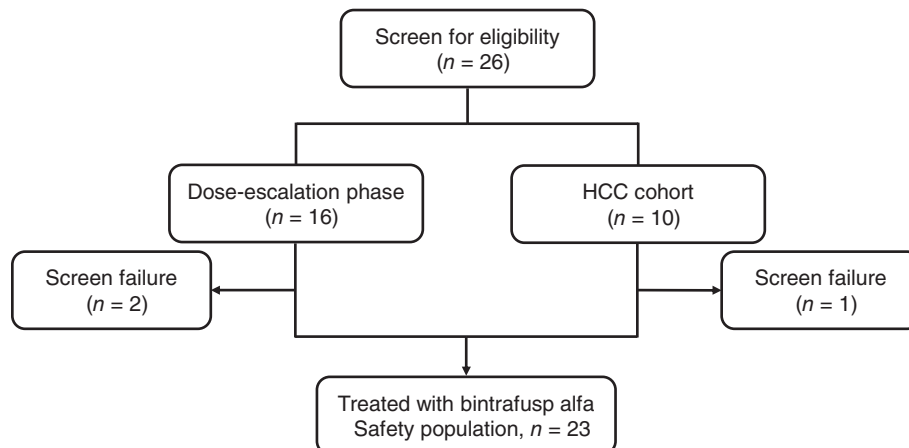 Screen for eligibility
(n = 26)
Dose-escalation phase
(n = 16)
HCC cohort
(n = 10)
Screen failure
(n = 2)
Screen failure
(n = 1)
Treated with bintrafusp alfa
Safety population, n = 23